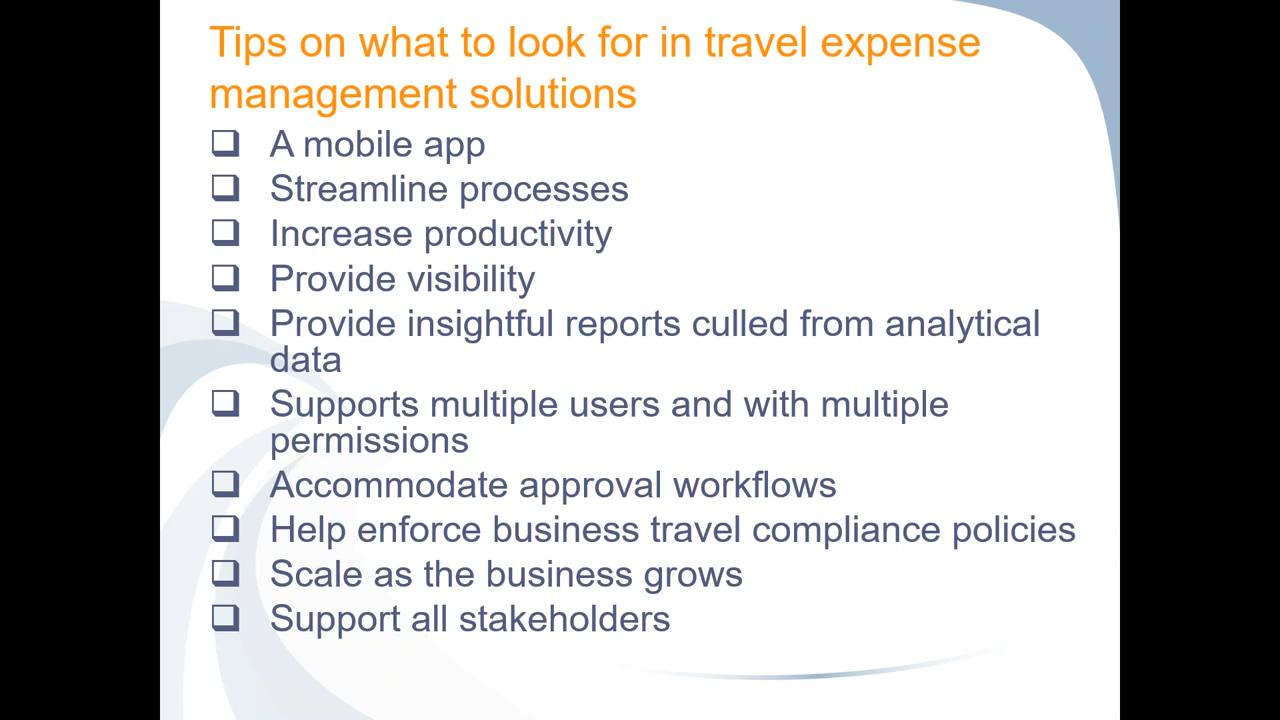 Tips on what to look for in travel expense
management solutions
❑ A mobile app
❑ Streamline processes
❑ Increase productivity
❑ Provide visibility
❑ Provide insightful reports culled from analytical
data
❑ Supports multiple users and with multiple
permissions
❑ Accommodate approval workflows
❑ Help enforce business travel compliance policies
❑ Scale as the business grows
❑ Support all stakeholders